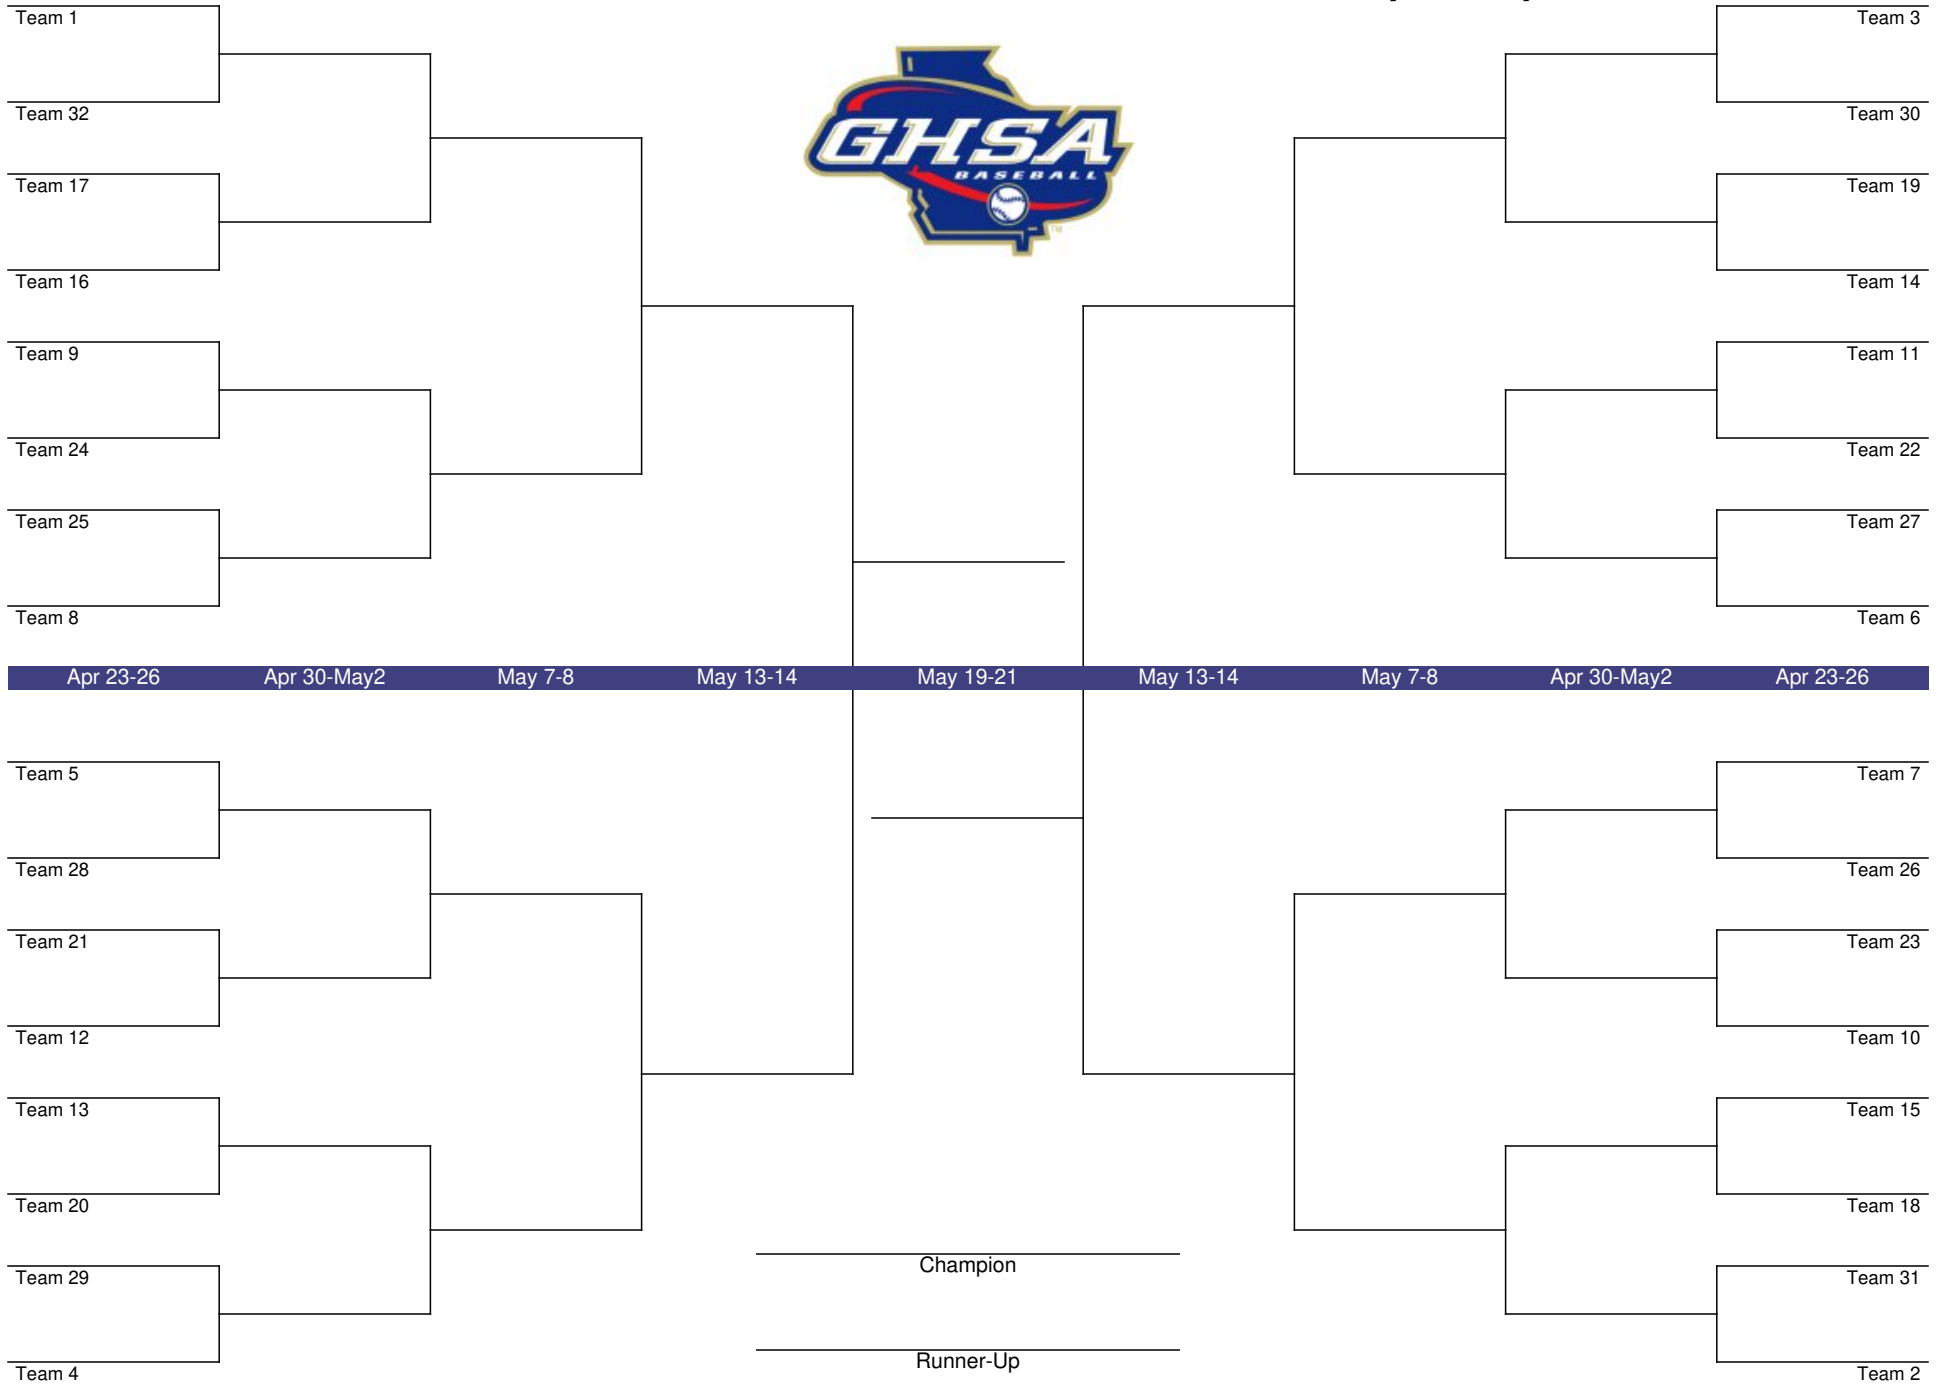 Team 1
Team 3
Team 32
Team 30
Team 17
Team 19
Team 16
Team 14
Team 9
Team 11
Team 24
Team 22
Team 25
Team 27
Team 8
Team 6
GHSA
BASEBALL
TM
Apr 23-26 Apr 30-May2 May 7-8 May 13-14 May 19-21 May 13-14 May 7-8 Apr 30-May2 Apr 23-26
Team 5
Team 7
Team 28
Team 26
Team 21
Team 23
Team 12
Team 10
Team 13
Team 15
Team 20
Team 18
Team 29
Team 31
Team 4
Team 2
Champion
Runner-Up